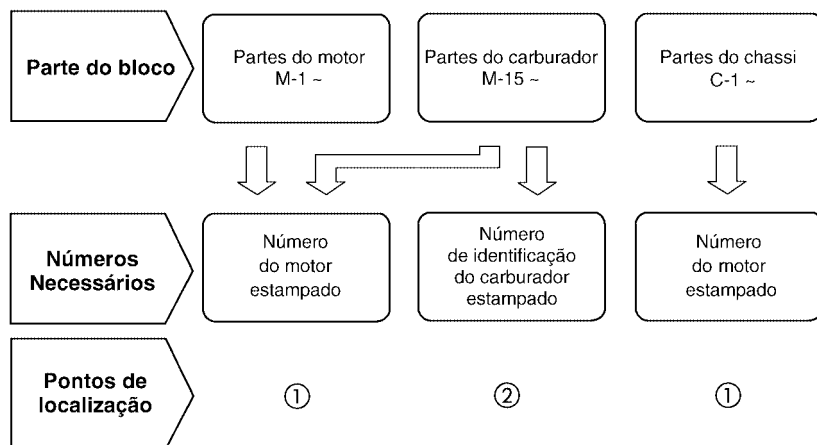 Parte do bloco
Partes do motor
M-1 ~
Partes do carburador
M-15 ~
Partes do chassi
C-1 ~
Números
Necessários
Número
do motor
estampado
Número
de identificação
do carburador
estampado
Número
do motor
estampado
Pontos de
localização
①
②
①